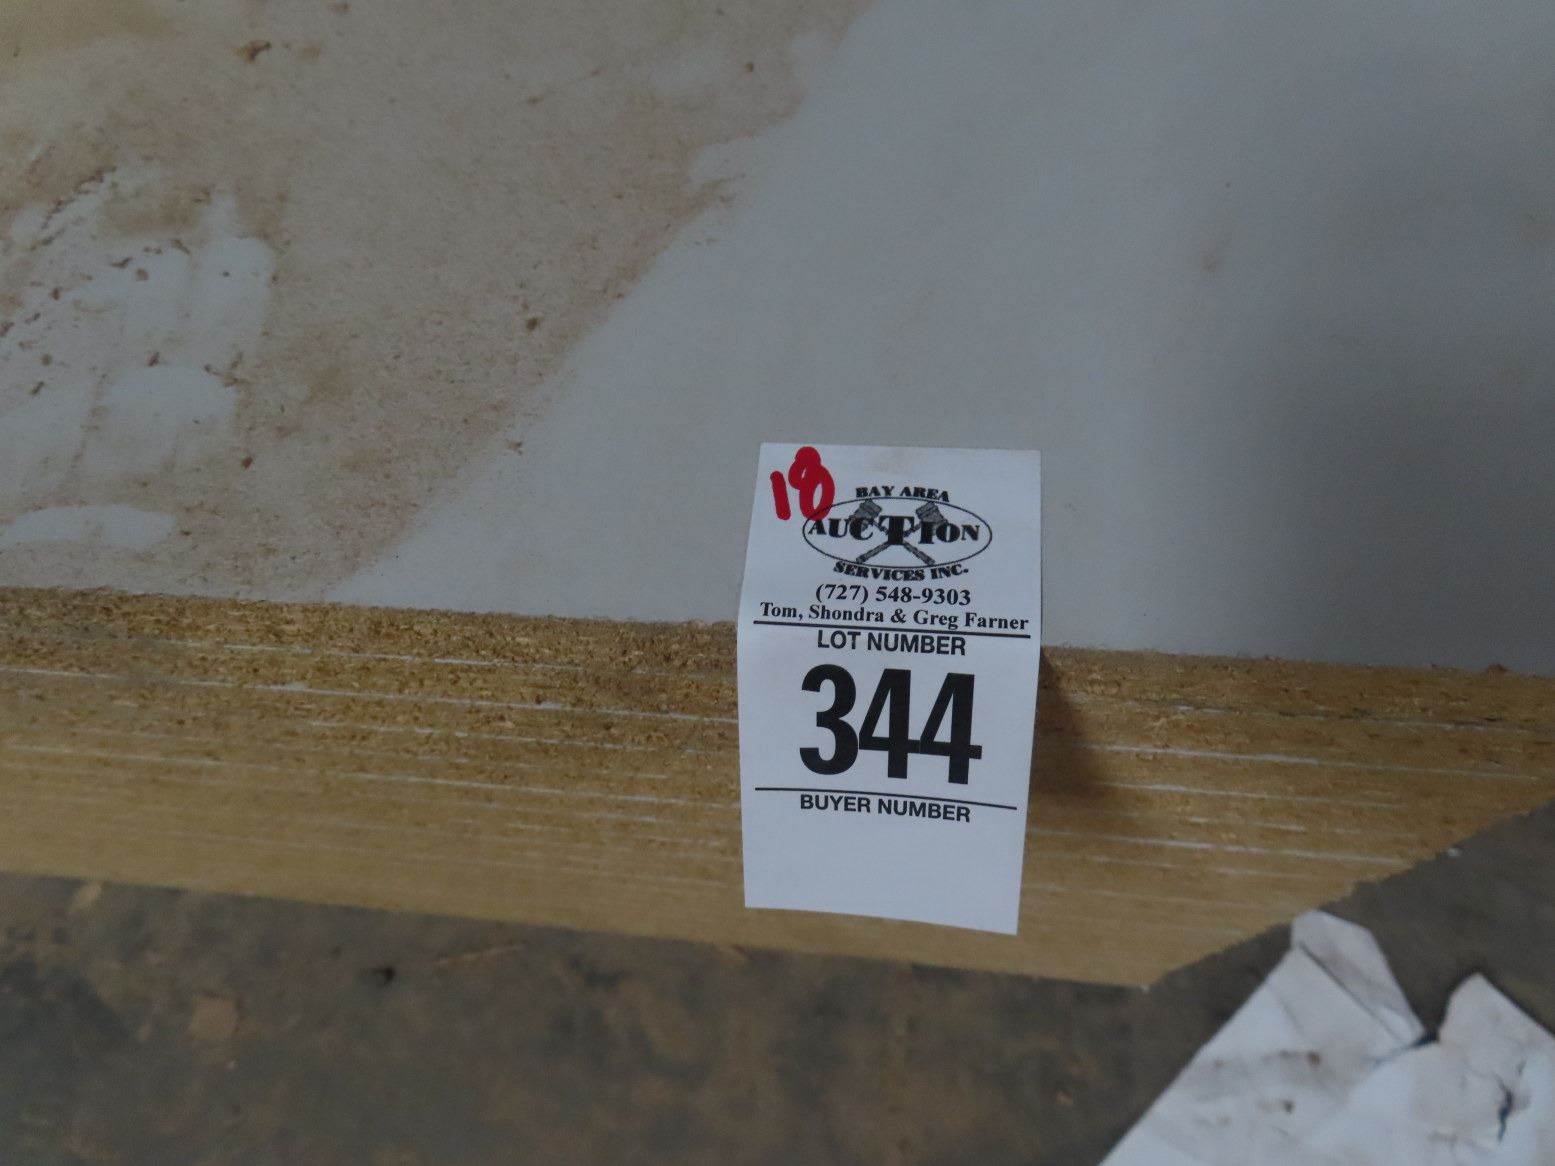 18
BAY AREA
AUCTION
SERVICES INC.
(727) 548-9303
Tom, Shondra & Greg Farner
LOT NUMBER
344
BUYER NUMBER